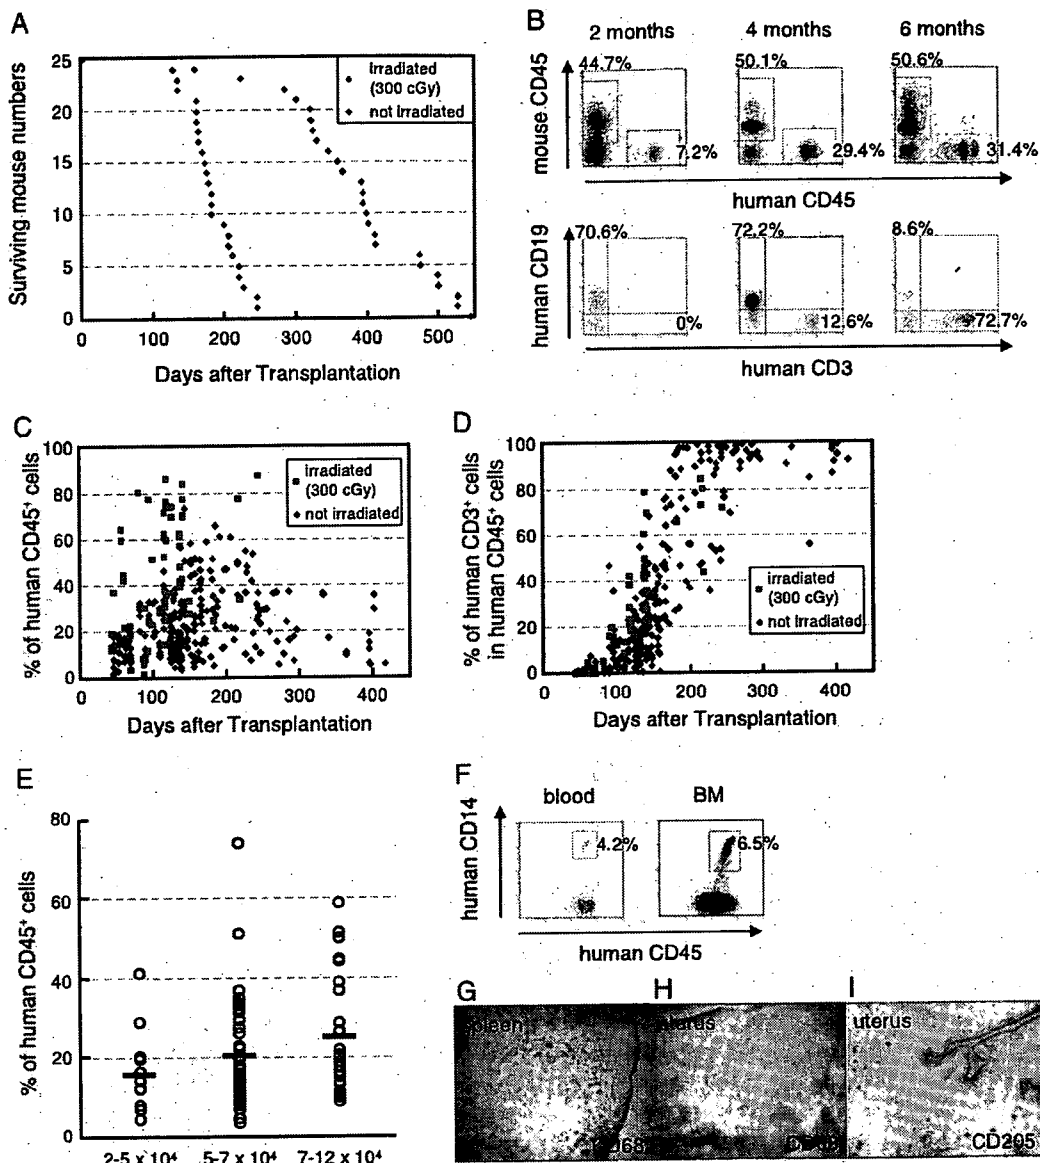 A
Surviving mouse numbers
25
20
15
10
5
0
0 100 200 300 400 500
Days after Transplantation
irradiated
(300 cGy)
not irradiated
B
2 months 4 months 6 months
mouse CD45
44.7% 50.1% 50.6%
7.2% 29.4% 31.4%
human CD45
human CD19
70.6% 72.2% 8.6%
0% 12.6% 72.7%
human CD3
C
% of human CD45+ cells
100
80
60
40
20
0
0 100 200 300 400
Days after Transplantation
irradiated
(300 cGy)
not irradiated
D
% of human CD3+ cells
in human CD45+ cells
100
80
60
40
20
0
0 100 200 300 400
Days after Transplantation
irradiated
(300 cGy)
not irradiated
E
% of human CD45+ cells
80
60
40
20
0
2-5 x 10⁴ 5-7 x 10⁴ 7-12 x 10⁴
F
blood BM
human CD14
4.2% 6.5%
human CD45
G H I
spleen uterus uterus
CD68 CD205